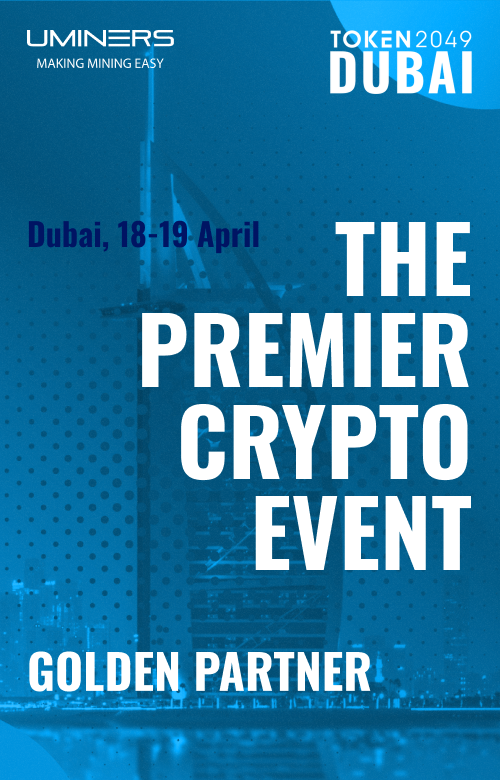 UMINERS
MAKING MINING EASY
TOKEN2049
DUBAI
Dubai, 18-19 April
THE
PREMIER
CRYPTO
EVENT
GOLDEN PARTNER